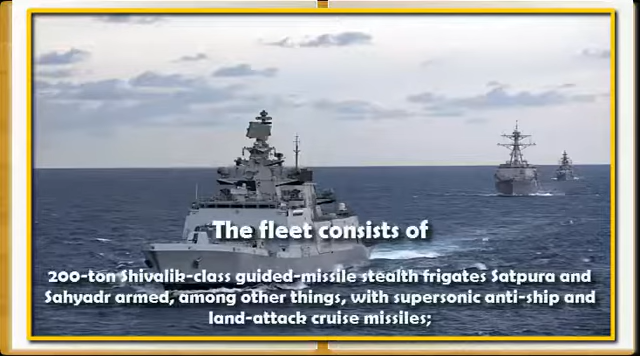 The fleet consists of
200-ton Shivalik-class guided-missile stealth frigates Satpura and
Sahyadr armed, among other things, with supersonic anti-ship and
land-attack cruise missiles;